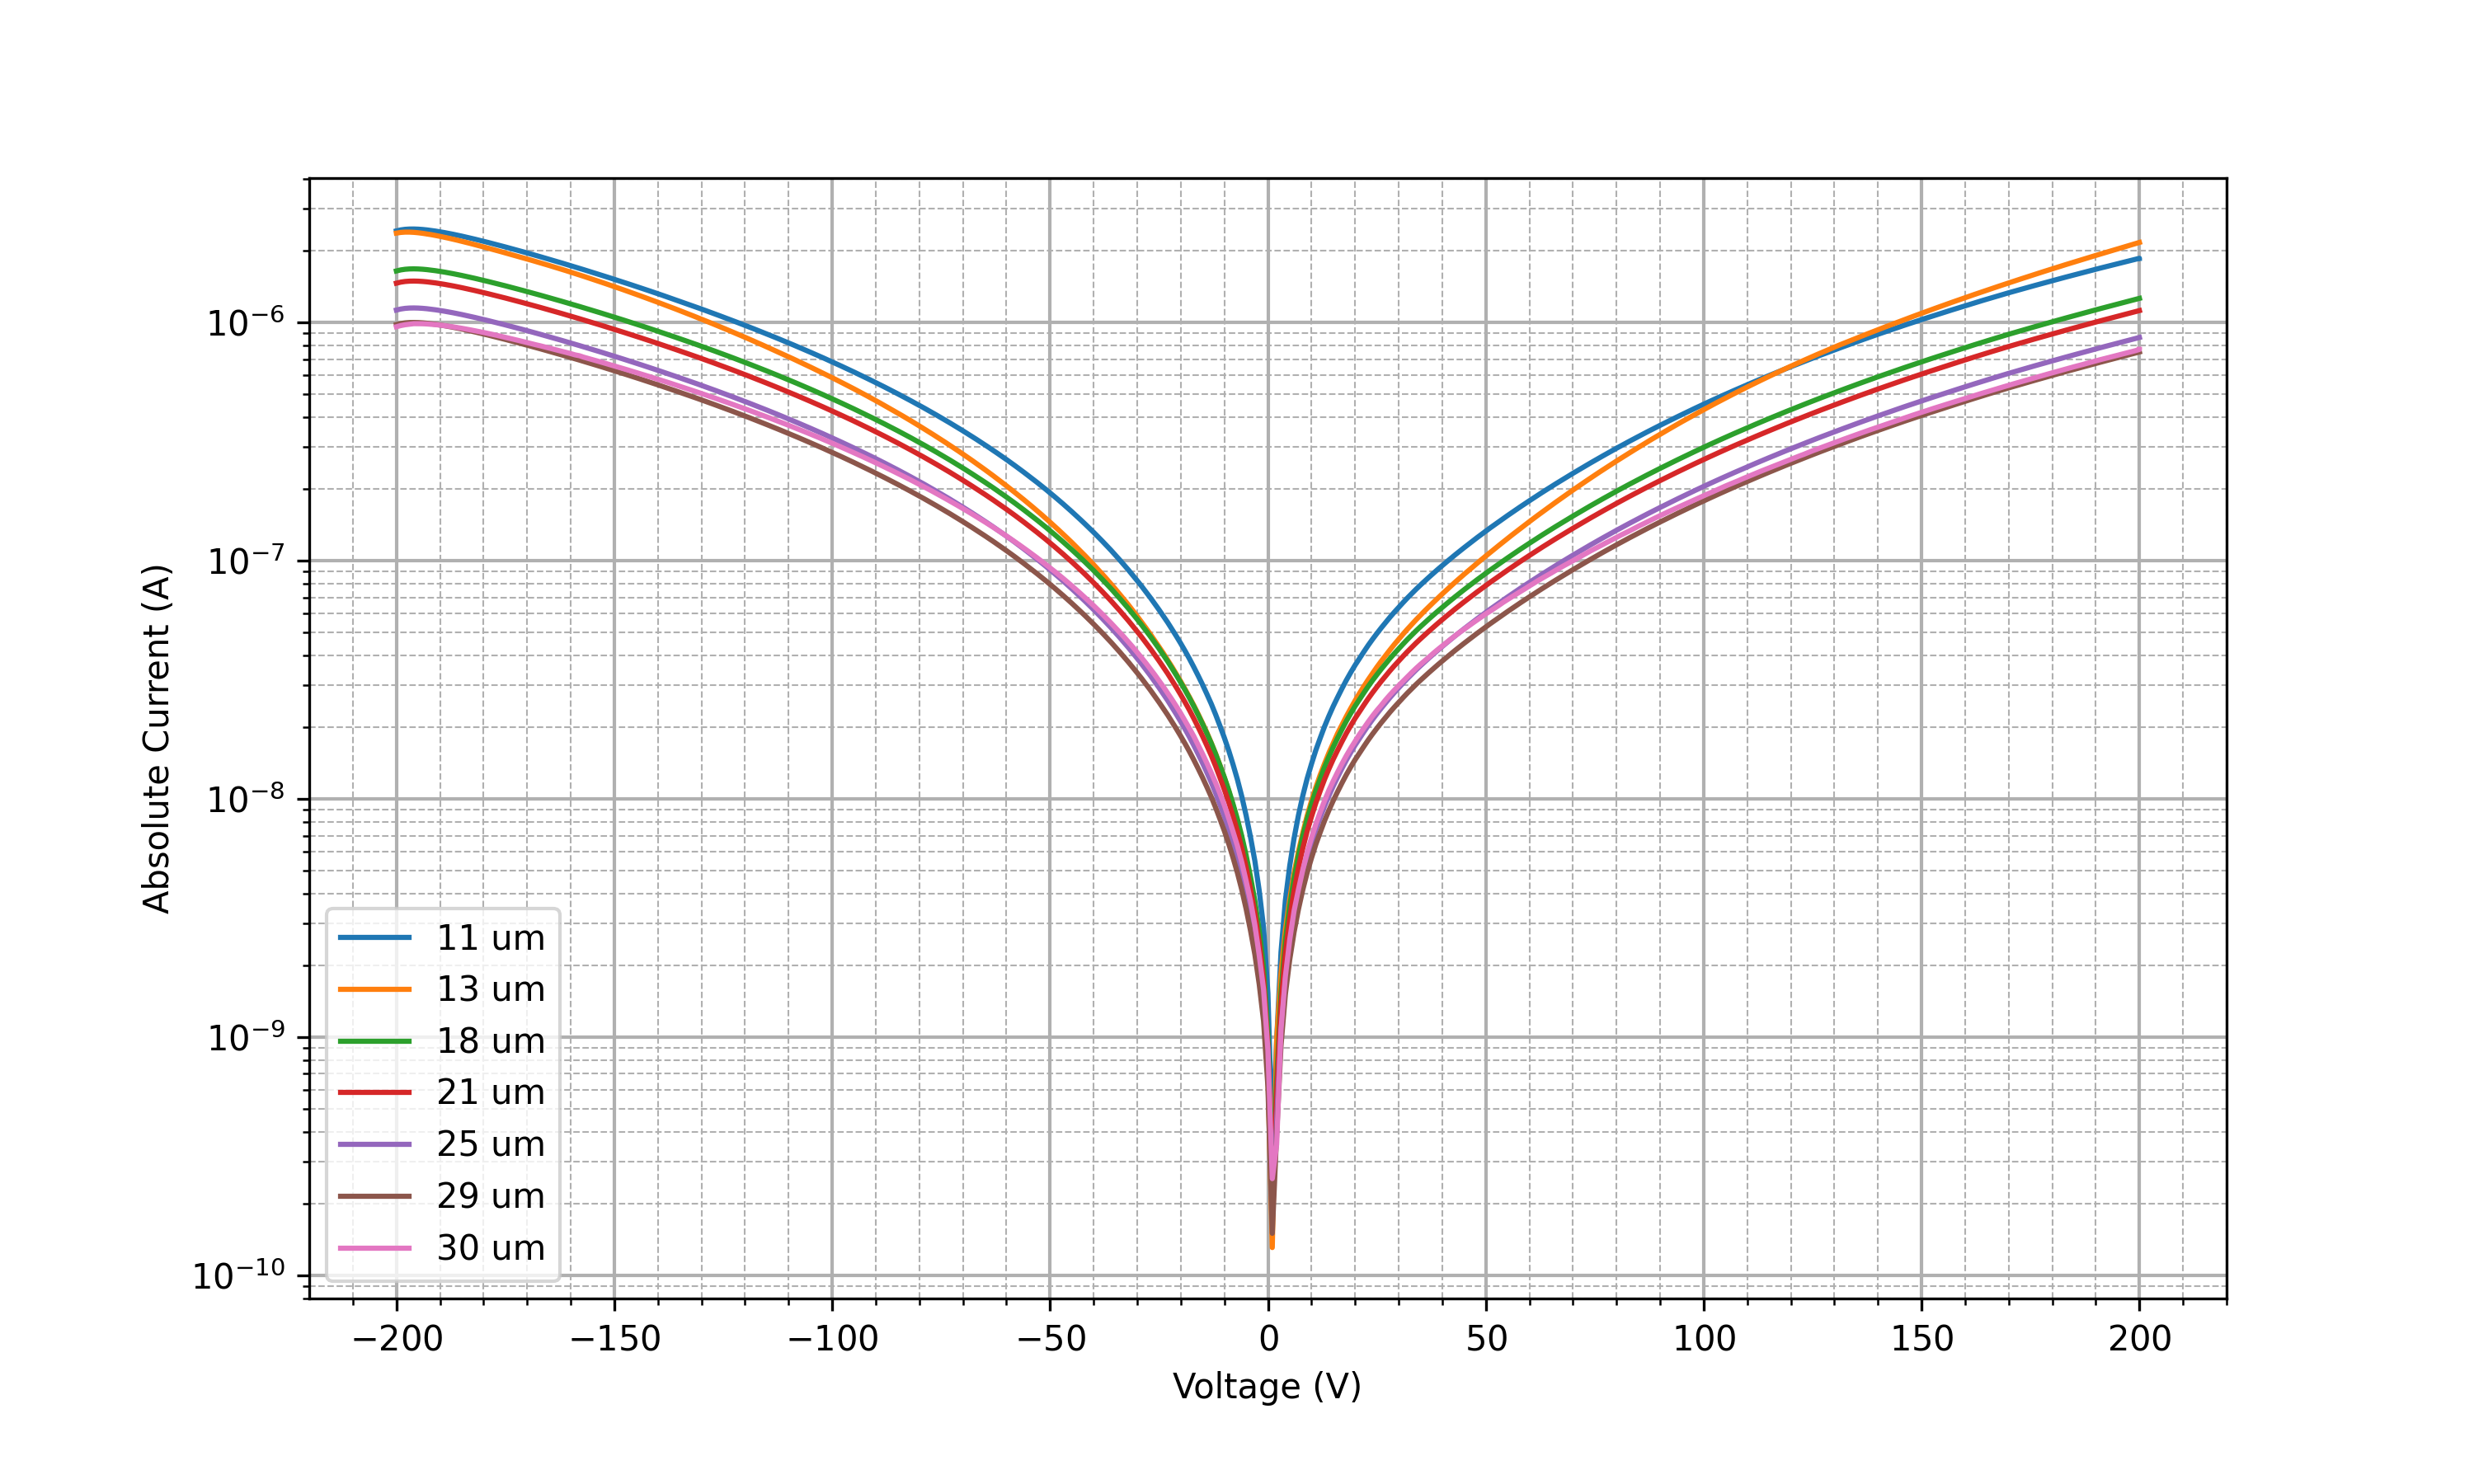 Absolute Current (A)
10⁻⁶
10⁻⁷
10⁻⁸
10⁻⁹
10⁻¹⁰
11 um
13 um
18 um
21 um
25 um
29 um
30 um
−200 −150 −100 −50 0 50 100 150 200
Voltage (V)